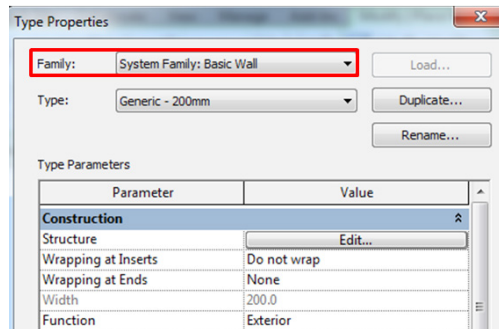 Type Properties
Family: System Family: Basic Wall Load...
Type: Generic - 200mm Duplicate...
Rename...
Type Parameters
Parameter Value
Construction
Structure Edit...
Wrapping at Inserts Do not wrap
Wrapping at Ends None
Width 200.0
Function Exterior